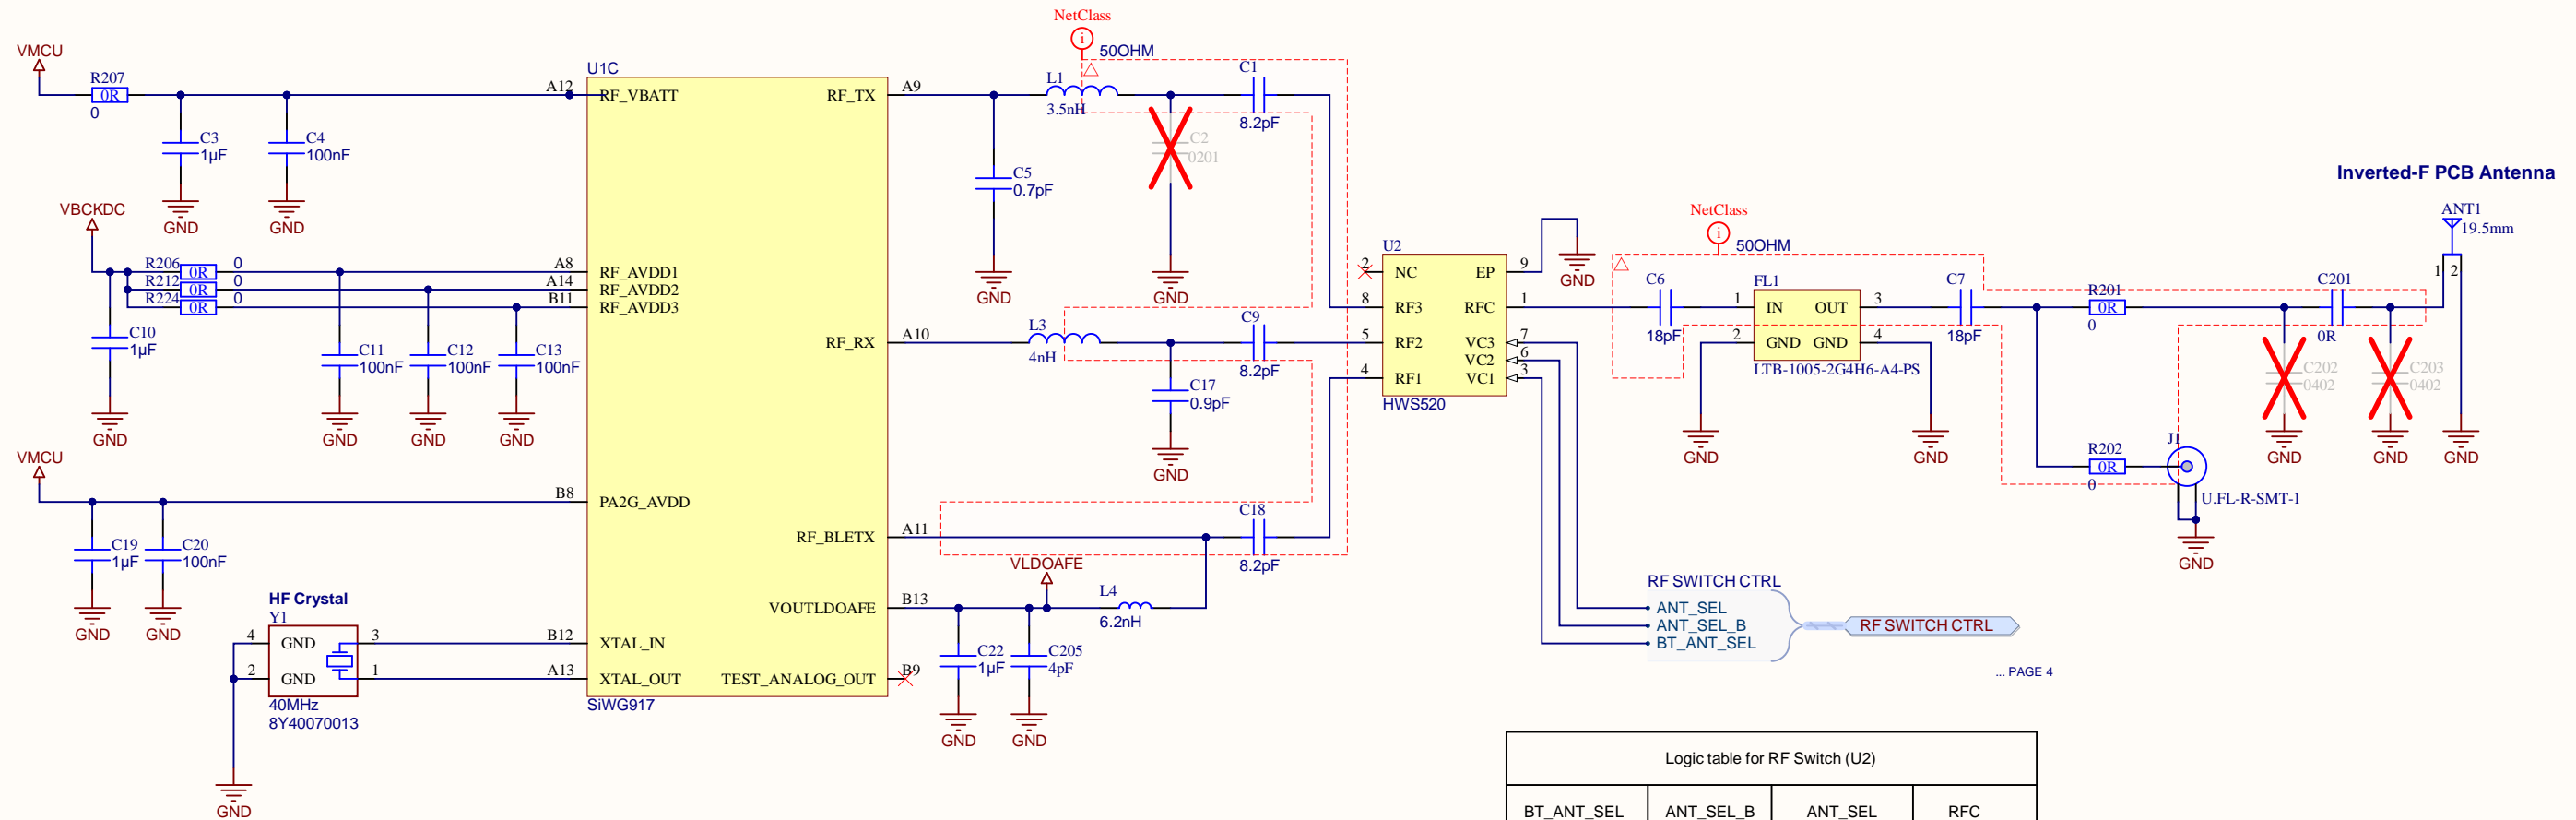 NetClass
50OHM
VMCU
R207
0R
0
C3
1µF
C4
100nF
GND
GND
A12
U1C
RF_VBATT
RF_TX
A9
L1
3.5nH
C1
8.2pF
C2
0201
C5
0.7pF
GND
GND
VBCKDC
R206
0R
0
R212
0R
0
R224
0R
0
A8
RF_AVDD1
A14
RF_AVDD2
B11
RF_AVDD3
C10
1µF
C11
100nF
C12
100nF
C13
100nF
GND
GND
GND
GND
RF_RX
A10
L3
4nH
C9
8.2pF
C17
0.9pF
GND
VMCU
B8
PA2G_AVDD
C19
1µF
C20
100nF
GND
GND
RF_BLETX
A11
C18
8.2pF
VLDOAFE
VOUTLDOAFE
B13
L4
6.2nH
HF Crystal
Y1
4
GND
3
2
GND
1
40MHz
8Y40070013
GND
B12
XTAL_IN
A13
XTAL_OUT
TEST_ANALOG_OUT
B9
SiWG917
C22
1µF
C205
4pF
GND
GND
U2
2
NC
EP
9
GND
8
RF3
RFC
1
5
RF2
VC3
7
VC2
6
4
RF1
VC1
3
HWS520
NetClass
50OHM
C6
18pF
FL1
1
IN
OUT
3
2
GND
GND
4
LTB-1005-2G4H6-A4-PS
GND
GND
C7
18pF
R201
0R
0
R202
0R
0
J1
U.FL-R-SMT-1
GND
C201
0R
C202
0402
C203
0402
GND
GND
GND
Inverted-F PCB Antenna
ANT1
19.5mm
1
2
RF SWITCH CTRL
ANT_SEL
ANT_SEL_B
BT_ANT_SEL
RF SWITCH CTRL
... PAGE 4
Logic table for RF Switch (U2)
BT_ANT_SEL
ANT_SEL_B
ANT_SEL
RFC